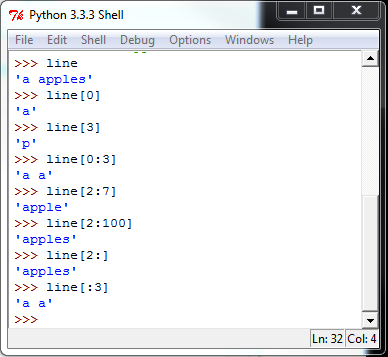 Python 3.3.3 Shell
File Edit Shell Debug Options Windows Help
>>> line
'a apples'
>>> line[0]
'a'
>>> line[3]
'p'
>>> line[0:3]
'a a'
>>> line[2:7]
'apple'
>>> line[2:100]
'apples'
>>> line[2:]
'apples'
>>> line[:3]
'a a'
>>>
Ln: 32 Col: 4